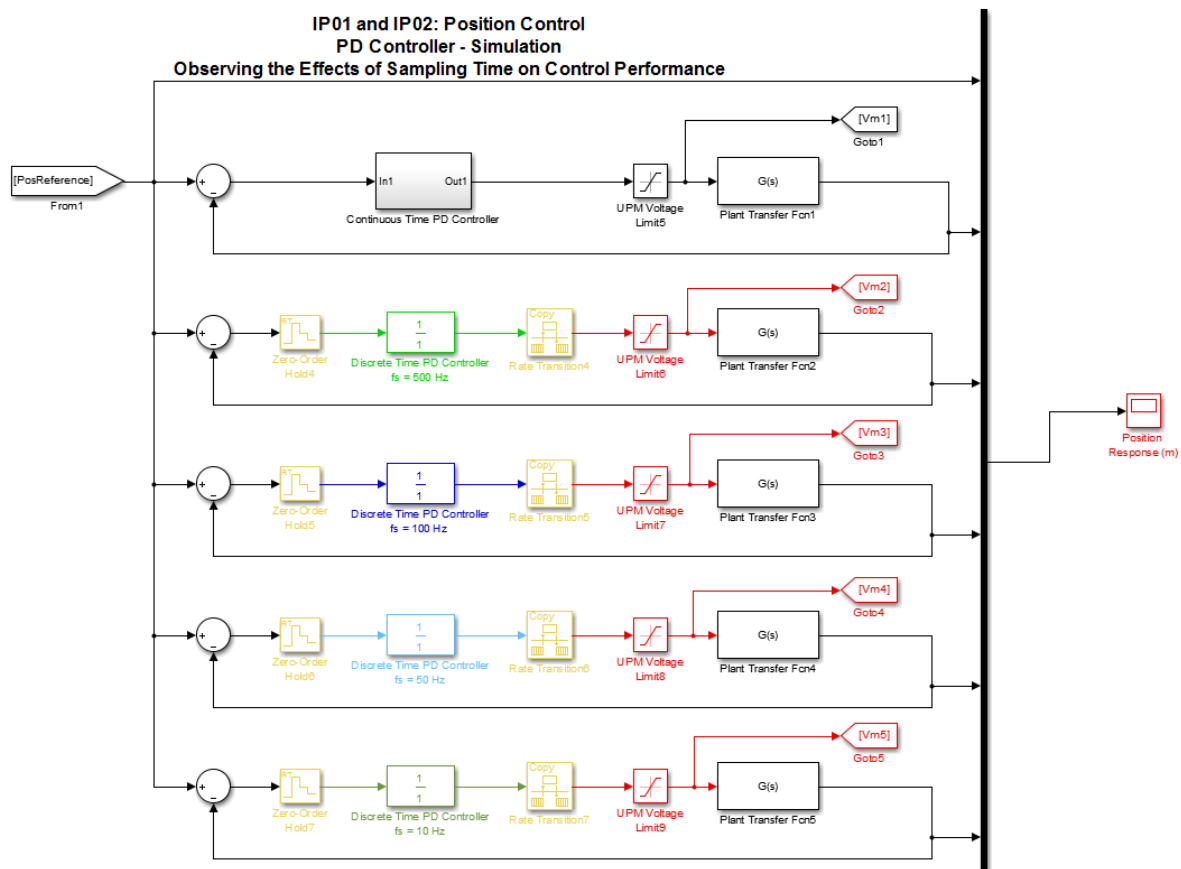 IP01 and IP02: Position Control
PD Controller - Simulation
Observing the Effects of Sampling Time on Control Performance
[Vm1]
Goto1
[PosReference]
From1
+
−
In1
Out1
Continuous Time PD Controller
UPM Voltage
Limit5
G(s)
Plant Transfer Fcn1
[Vm2]
Goto2
+
−
RT
Zero-Order
Hold4
1
1
Discrete Time PD Controller
fs = 500 Hz
Copy
Rate Transition4
UPM Voltage
Limit6
G(s)
Plant Transfer Fcn2
[Vm3]
Goto3
Position
Response (m)
+
−
RT
Zero-Order
Hold5
1
1
Discrete Time PD Controller
fs = 100 Hz
Copy
Rate Transition5
UPM Voltage
Limit7
G(s)
Plant Transfer Fcn3
[Vm4]
Goto4
+
−
RT
Zero-Order
Hold6
1
1
Discrete Time PD Controller
fs = 50 Hz
Copy
Rate Transition6
UPM Voltage
Limit8
G(s)
Plant Transfer Fcn4
[Vm5]
Goto5
+
−
RT
Zero-Order
Hold7
1
1
Discrete Time PD Controller
fs = 10 Hz
Copy
Rate Transition7
UPM Voltage
Limit9
G(s)
Plant Transfer Fcn5